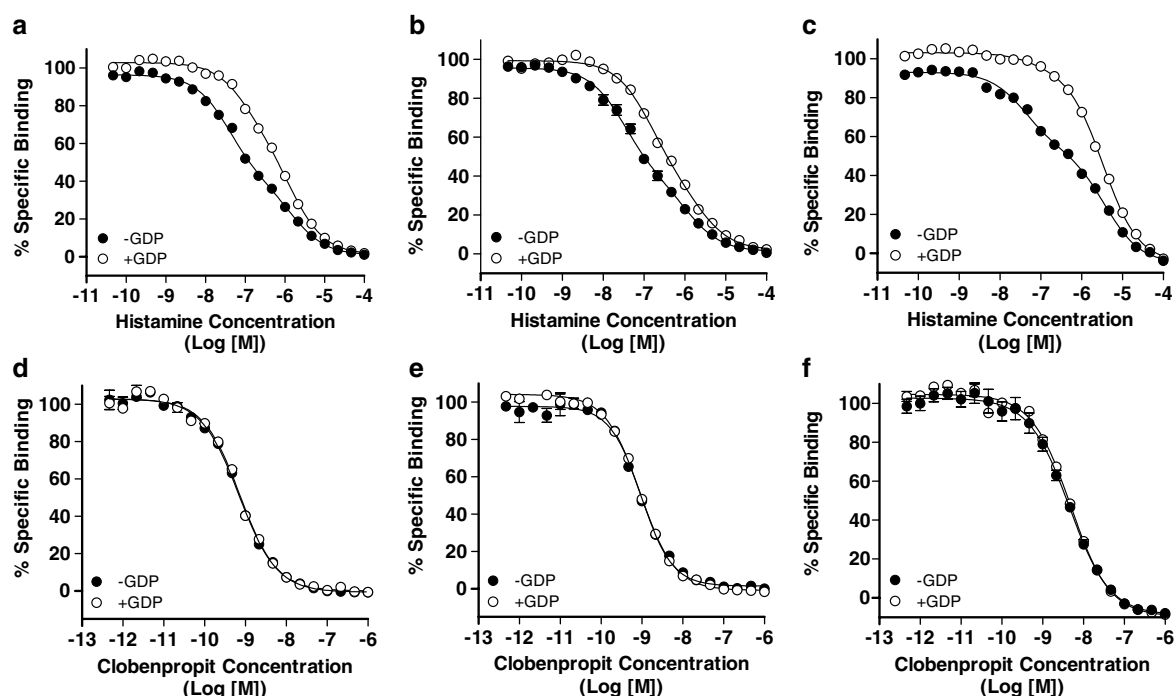 a
% Specific Binding
100
80
60
40
20
0
-GDP
+GDP
-11 -10 -9 -8 -7 -6 -5 -4
Histamine Concentration
(Log [M])
b
% Specific Binding
100
80
60
40
20
0
-GDP
+GDP
-11 -10 -9 -8 -7 -6 -5 -4
Histamine Concentration
(Log [M])
c
% Specific Binding
100
80
60
40
20
0
-GDP
+GDP
-11 -10 -9 -8 -7 -6 -5 -4
Histamine Concentration
(Log [M])
d
% Specific Binding
100
80
60
40
20
0
-GDP
+GDP
-13 -12 -11 -10 -9 -8 -7 -6
Clobenpropit Concentration
(Log [M])
e
% Specific Binding
100
80
60
40
20
0
-GDP
+GDP
-13 -12 -11 -10 -9 -8 -7 -6
Clobenpropit Concentration
(Log [M])
f
% Specific Binding
100
80
60
40
20
0
-GDP
+GDP
-13 -12 -11 -10 -9 -8 -7 -6
Clobenpropit Concentration
(Log [M])